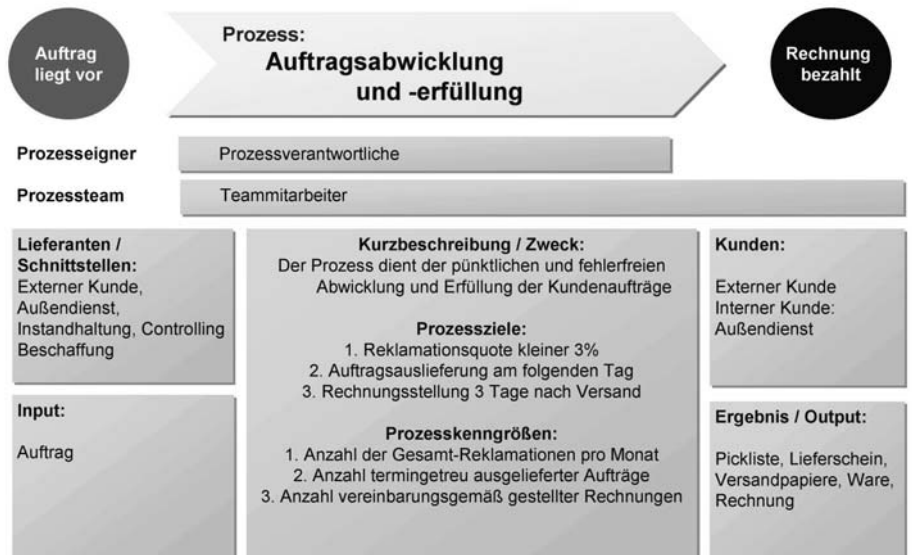 Auftrag
liegt vor
Prozess:
Auftragsabwicklung
und -erfüllung
Rechnung
bezahlt
Prozesseigner
Prozessverantwortliche
Prozessteam
Teammitarbeiter
Lieferanten /
Schnittstellen:
Externer Kunde,
Außendienst,
Instandhaltung, Controlling
Beschaffung
Input:
Auftrag
Kurzbeschreibung / Zweck:
Der Prozess dient der pünktlichen und fehlerfreien
Abwicklung und Erfüllung der Kundenaufträge
Prozessziele:
1. Reklamationsquote kleiner 3%
2. Auftragsauslieferung am folgenden Tag
3. Rechnungsstellung 3 Tage nach Versand
Prozesskenngrößen:
1. Anzahl der Gesamt-Reklamationen pro Monat
2. Anzahl termingetreu ausgelieferter Aufträge
3. Anzahl vereinbarungsgemäß gestellter Rechnungen
Kunden:
Externer Kunde
Interner Kunde:
Außendienst
Ergebnis / Output:
Pickliste, Lieferschein,
Versandpapiere, Ware,
Rechnung